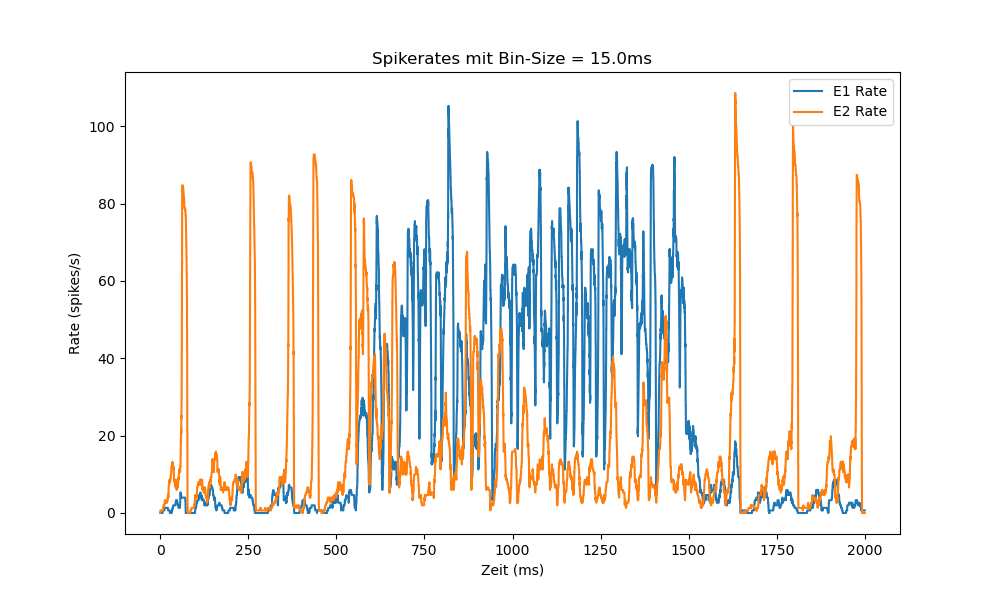 Spikerates mit Bin-Size = 15.0ms
E1 Rate
E2 Rate
Rate (spikes/s)
100
80
60
40
20
0
0 250 500 750 1000 1250 1500 1750 2000
Zeit (ms)